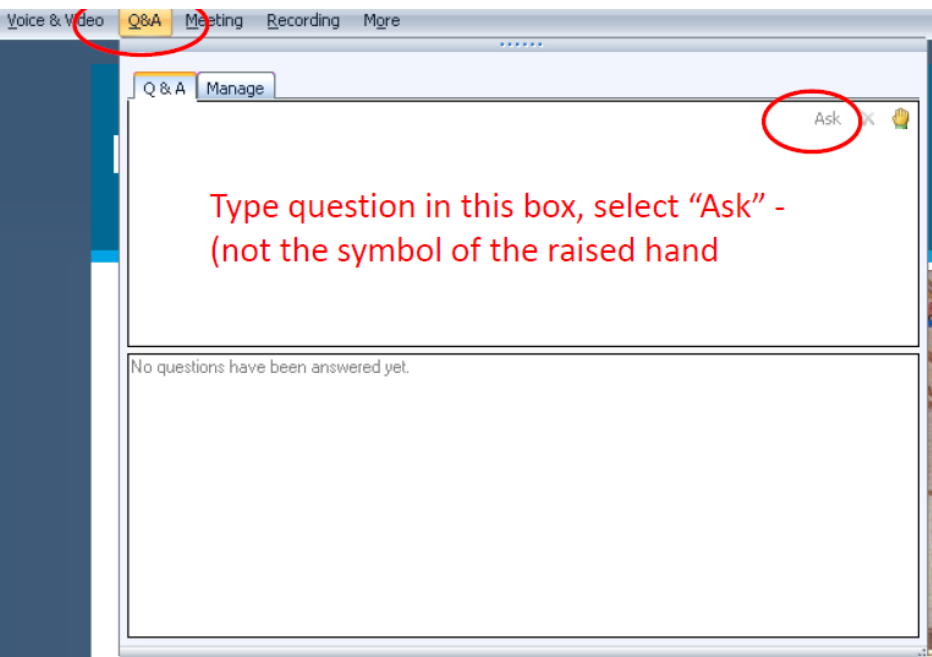 Voice & Video Q&A Meeting Recording More
Q & A Manage
Ask
Type question in this box, select “Ask” -
(not the symbol of the raised hand
No questions have been answered yet.